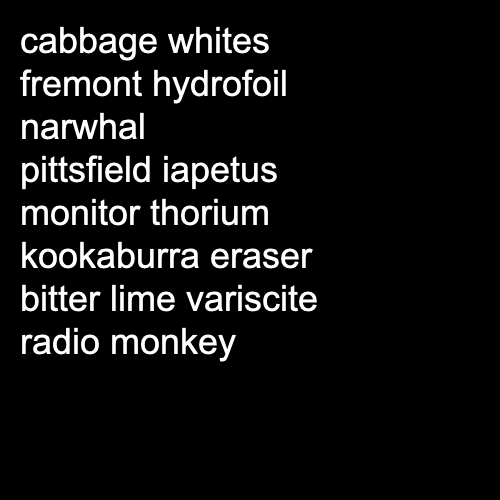 cabbage whites
fremont hydrofoil
narwhal
pittsfield iapetus
monitor thorium
kookaburra eraser
bitter lime variscite
radio monkey